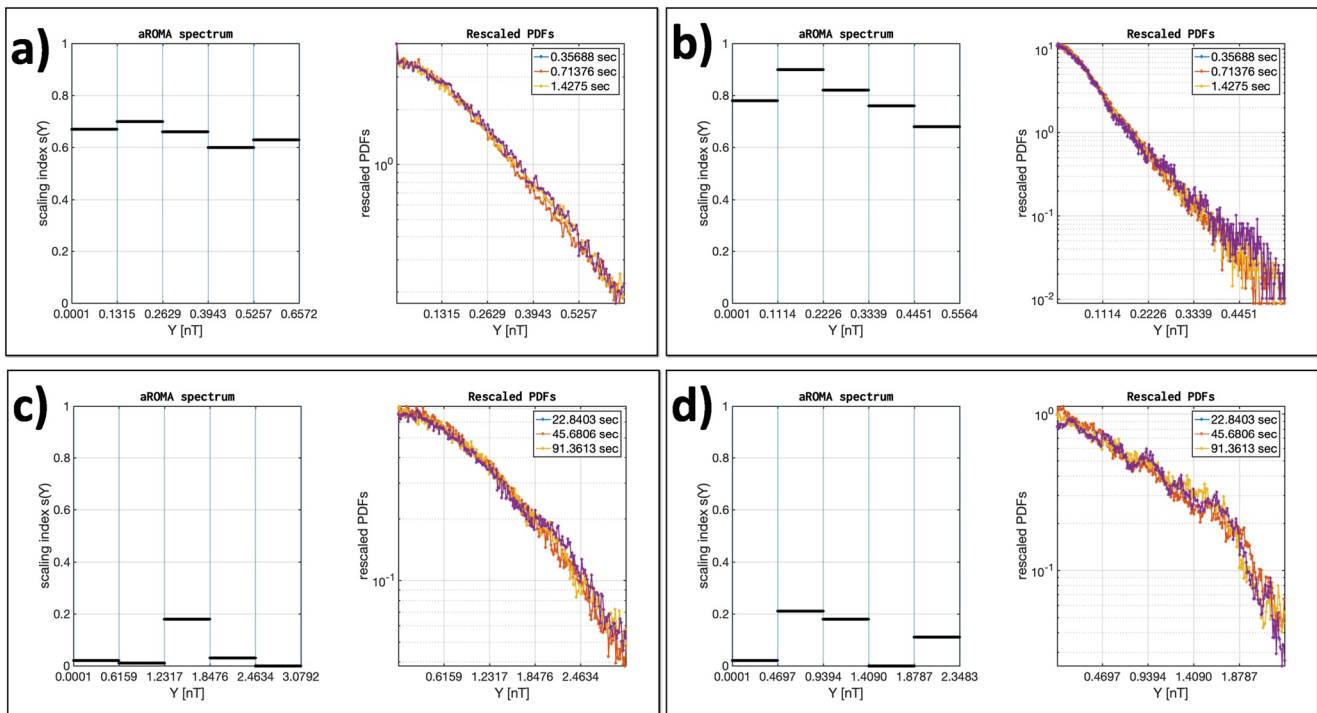 a)
aROMA spectrum
scaling index s(Y)
1
0.8
0.6
0.4
0.2
0
0.0001 0.1315 0.2629 0.3943 0.5257 0.6572
Y [nT]
Rescaled PDFs
0.35688 sec
0.71376 sec
1.4275 sec
rescaled PDFs
10^0
0.1315 0.2629 0.3943 0.5257
Y [nT]
b)
aROMA spectrum
scaling index s(Y)
1
0.8
0.6
0.4
0.2
0
0.0001 0.1114 0.2226 0.3339 0.4451 0.5564
Y [nT]
Rescaled PDFs
0.35688 sec
0.71376 sec
1.4275 sec
rescaled PDFs
10^1
10^0
10^-1
10^-2
0.1114 0.2226 0.3339 0.4451
Y [nT]
c)
aROMA spectrum
scaling index s(Y)
1
0.8
0.6
0.4
0.2
0
0.0001 0.6159 1.2317 1.8476 2.4634 3.0792
Y [nT]
Rescaled PDFs
22.8403 sec
45.6806 sec
91.3613 sec
rescaled PDFs
10^-1
0.6159 1.2317 1.8476 2.4634
Y [nT]
d)
aROMA spectrum
scaling index s(Y)
1
0.8
0.6
0.4
0.2
0
0.0001 0.4697 0.9394 1.4090 1.8787 2.3483
Y [nT]
Rescaled PDFs
22.8403 sec
45.6806 sec
91.3613 sec
rescaled PDFs
10^0
10^-1
0.4697 0.9394 1.4090 1.8787
Y [nT]